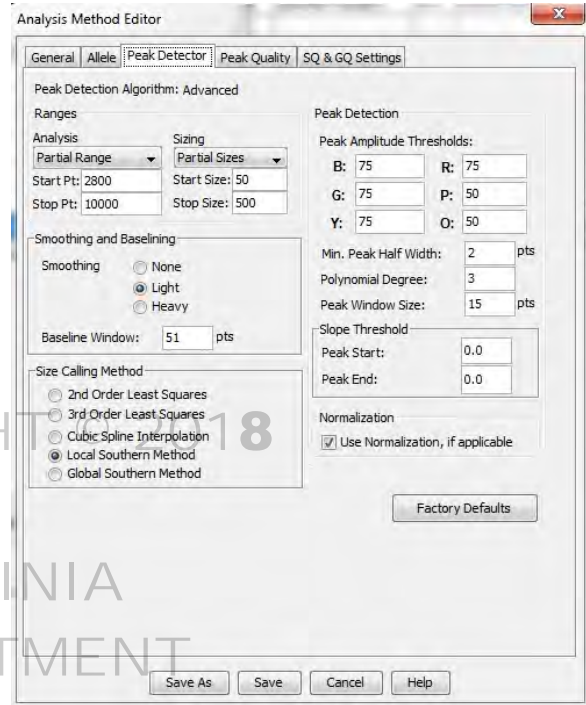 Analysis Method Editor
X
General Allele Peak Detector Peak Quality SQ & GQ Settings
Peak Detection Algorithm: Advanced
Ranges
Analysis Sizing
Partial Range Partial Sizes
Start Pt: 2800 Start Size: 50
Stop Pt: 10000 Stop Size: 500
Smoothing and Baselining
Smoothing None
Light
Heavy
Baseline Window: 51 pts
Size Calling Method
2nd Order Least Squares
3rd Order Least Squares
Cubic Spline Interpolation
Local Southern Method
Global Southern Method
Peak Detection
Peak Amplitude Thresholds:
B: 75 R: 75
G: 75 P: 50
Y: 75 O: 50
Min. Peak Half Width: 2 pts
Polynomial Degree: 3
Peak Window Size: 15 pts
Slope Threshold
Peak Start: 0.0
Peak End: 0.0
Normalization
Use Normalization, if applicable
Factory Defaults
HT © 2018
INIA
TMENT
Save As Save Cancel Help